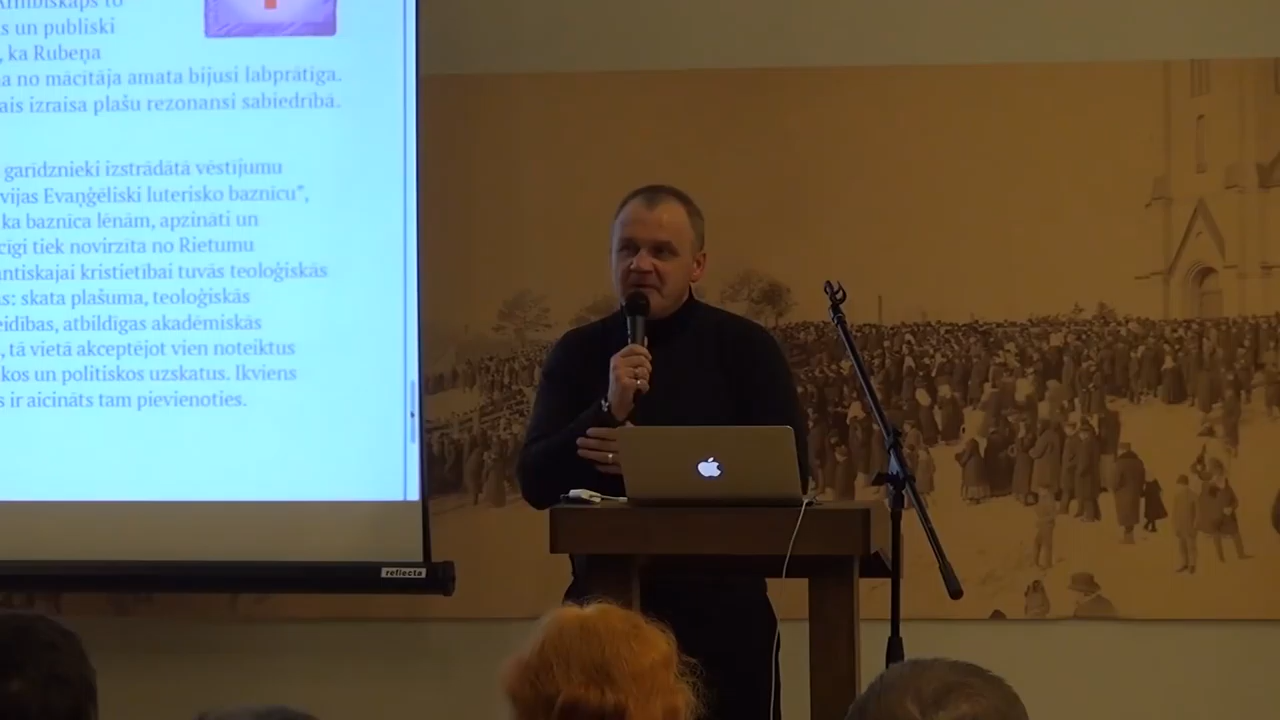 Arhibīskaps to
s un publiski
, ka Rubeņa
a no mācītāja amata bijusi labprātīga.
ais izraisa plašu rezonansi sabiedrībā.
garīdznieki izstrādātā vēstījumu
vijas Evaņģēliski luterisko baznīcu”,
ka baznīca lēnām, apzināti un
cīgi tiek novirzīta no Rietumu
antiskajai kristietībai tuvās teoloģiskās
s: skata plašuma, teoloģiskās
eidības, atbildīgas akadēmiskās
, tā vietā akceptējot vien noteiktus
kos un politiskos uzskatus. Ikviens
s ir aicināts tam pievienoties.
reflecta